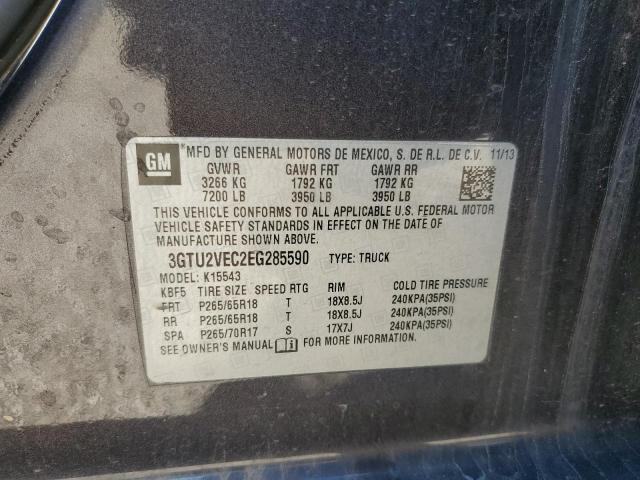 GM
*MFD BY GENERAL MOTORS DE MEXICO, S. DE R.L. DE C.V. 11/13
GVWR GAWR FRT GAWR RR
3266 KG 1792 KG 1792 KG
7200 LB 3950 LB 3950 LB
THIS VEHICLE CONFORMS TO ALL APPLICABLE U.S. FEDERAL MOTOR
VEHICLE SAFETY STANDARDS IN EFFECT ON THE DATE OF
MANUFACTURE SHOWN ABOVE.
3GTU2VEC2EG285590 TYPE: TRUCK
MODEL: K15543
KBF5 TIRE SIZE SPEED RTG RIM COLD TIRE PRESSURE
FRT P265/65R18 T 18X8.5J 240KPA(35PSI)
RR P265/65R18 T 18X8.5J 240KPA(35PSI)
SPA P265/70R17 S 17X7J 240KPA(35PSI)
SEE OWNER'S MANUAL FOR MORE INFORMATION.